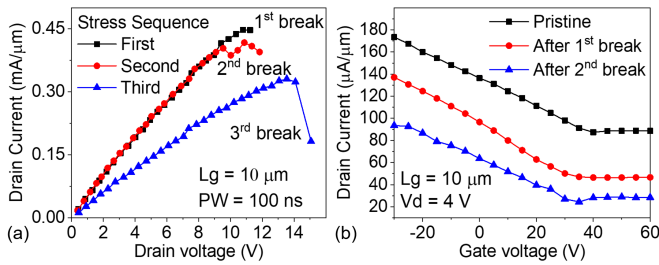 Stress Sequence
First
Second
Third
1st break
2nd break
3rd break
Lg = 10 μm
PW = 100 ns
0.45
0.30
0.15
0.00
0 2 4 6 8 10 12 14 16
Drain Current (mA/μm)
Drain voltage (V)
(a)
Pristine
After 1st break
After 2nd break
Lg = 10 μm
Vd = 4 V
180
160
140
120
100
80
60
40
20
-20 0 20 40 60
Drain Current (μA/μm)
Gate voltage (V)
(b)